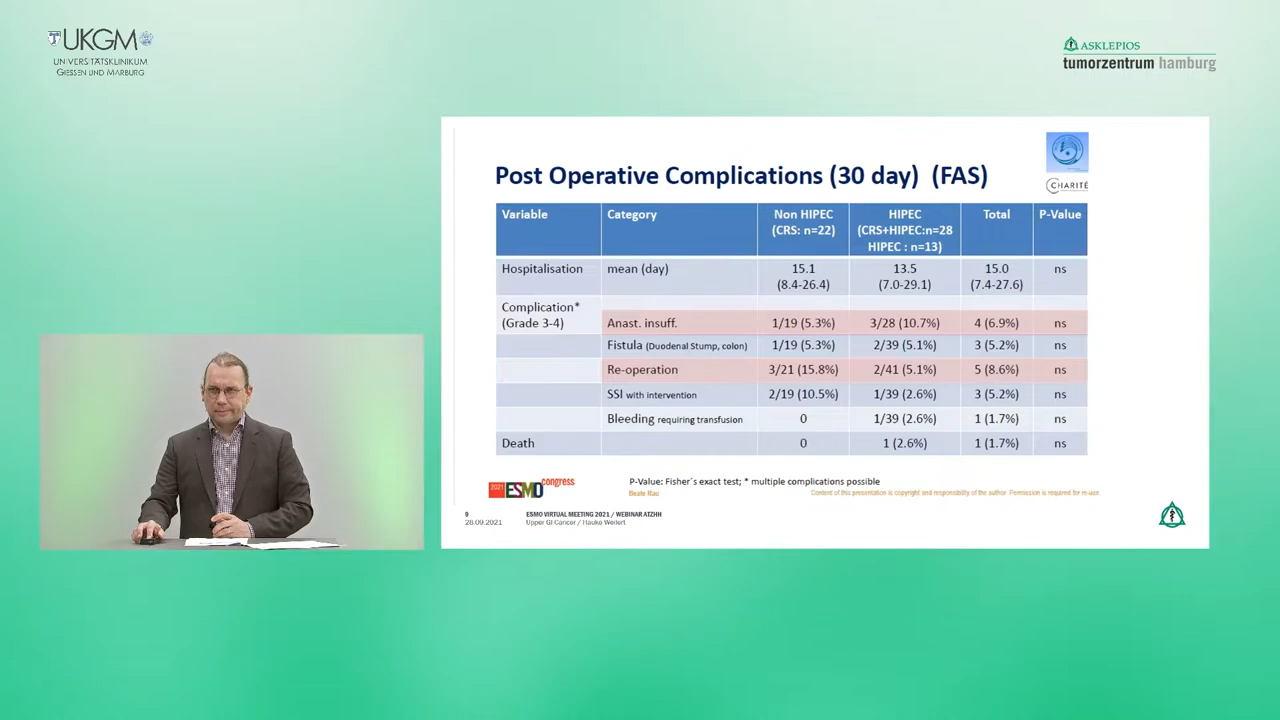 UKGM
UNIVERSITÄTSKLINIKUM
GIESSEN UND MARBURG
ASKLEPIOS
tumorzentrum hamburg
Post Operative Complications (30 day) (FAS)
CHARITÉ
Variable Category Non HIPEC (CRS: n=22) HIPEC (CRS+HIPEC:n=28 HIPEC : n=13) Total P-Value
Hospitalisation mean (day) 15.1 (8.4-26.4) 13.5 (7.0-29.1) 15.0 (7.4-27.6) ns
Complication* (Grade 3-4)
Anast. insuff. 1/19 (5.3%) 3/28 (10.7%) 4 (6.9%) ns
Fistula (Duodenal Stump, colon) 1/19 (5.3%) 2/39 (5.1%) 3 (5.2%) ns
Re-operation 3/21 (15.8%) 2/41 (5.1%) 5 (8.6%) ns
SSI with intervention 2/19 (10.5%) 1/39 (2.6%) 3 (5.2%) ns
Bleeding requiring transfusion 0 1/39 (2.6%) 1 (1.7%) ns
Death 0 1 (2.6%) 1 (1.7%) ns
2021 ESMO congress
P-Value: Fisher´s exact test; * multiple complications possible
Beate Rau
Content of this presentation is copyright and responsibility of the author. Permission is required for re-use.
9
28.09.2021
ESMO VIRTUAL MEETING 2021 / WEBINAR ATZHH
Upper GI Cancer / Hauke Weilert